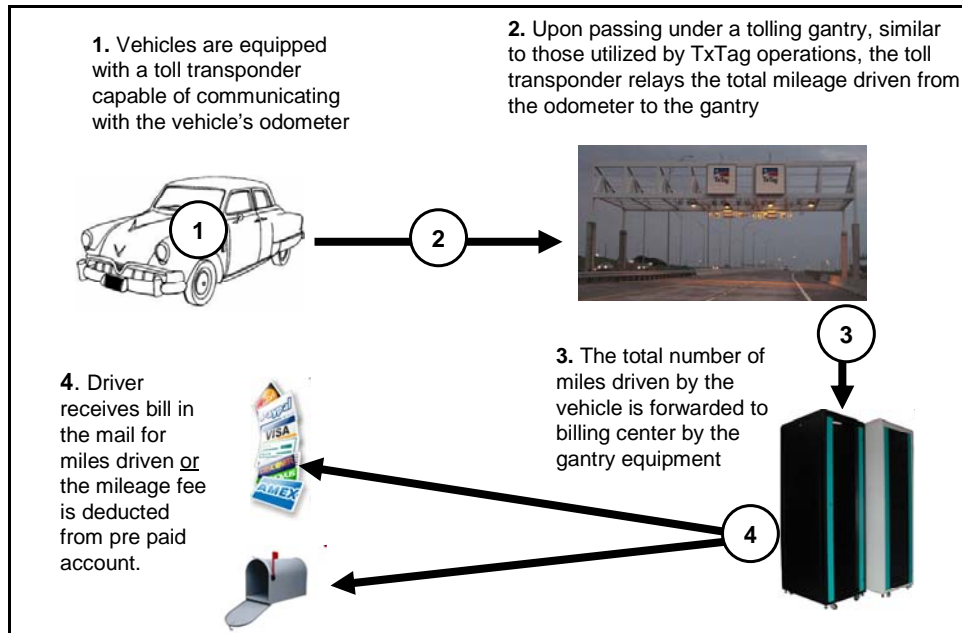 1. Vehicles are equipped
with a toll transponder
capable of communicating
with the vehicle's odometer
2. Upon passing under a tolling gantry, similar
to those utilized by TxTag operations, the toll
transponder relays the total mileage driven from
the odometer to the gantry
TxTag
TxTag
1
2
3
3. The total number of
miles driven by the
vehicle is forwarded to
billing center by the
gantry equipment
4. Driver
receives bill in
the mail for
miles driven or
the mileage fee
is deducted
from pre paid
account.
PayPal
VISA
AMEX
4